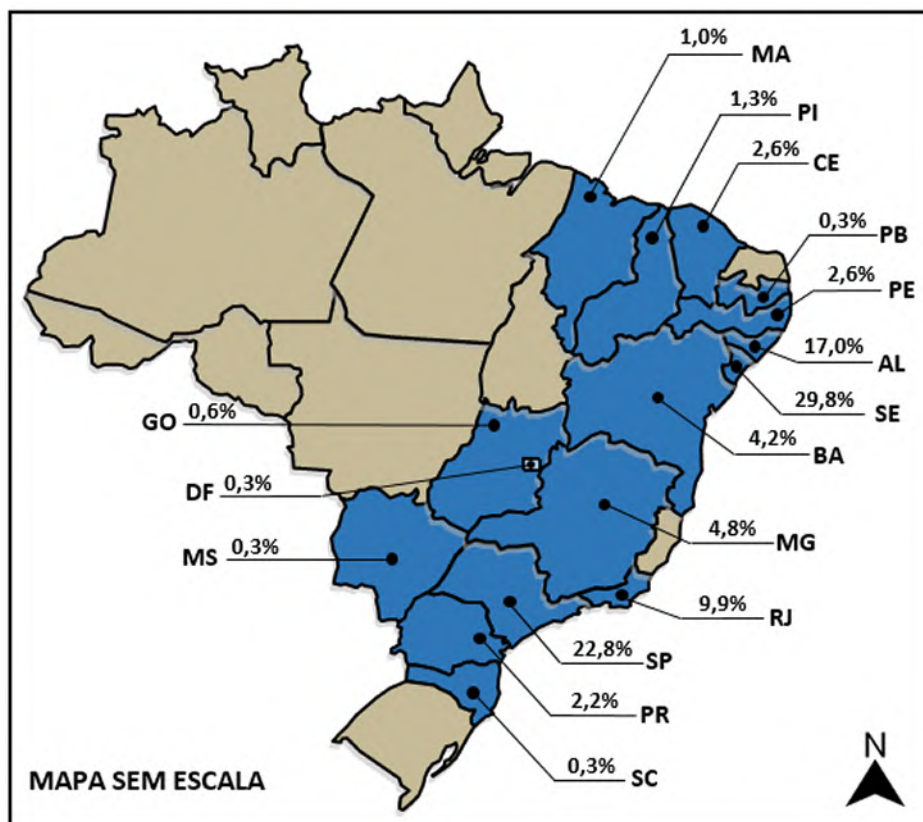 1,0% MA
1,3% PI
2,6% CE
0,3% PB
2,6% PE
17,0% AL
29,8% SE
4,2% BA
GO 0,6%
DF 0,3%
MS 0,3%
4,8% MG
9,9% RJ
22,8% SP
2,2% PR
0,3% SC
MAPA SEM ESCALA
N